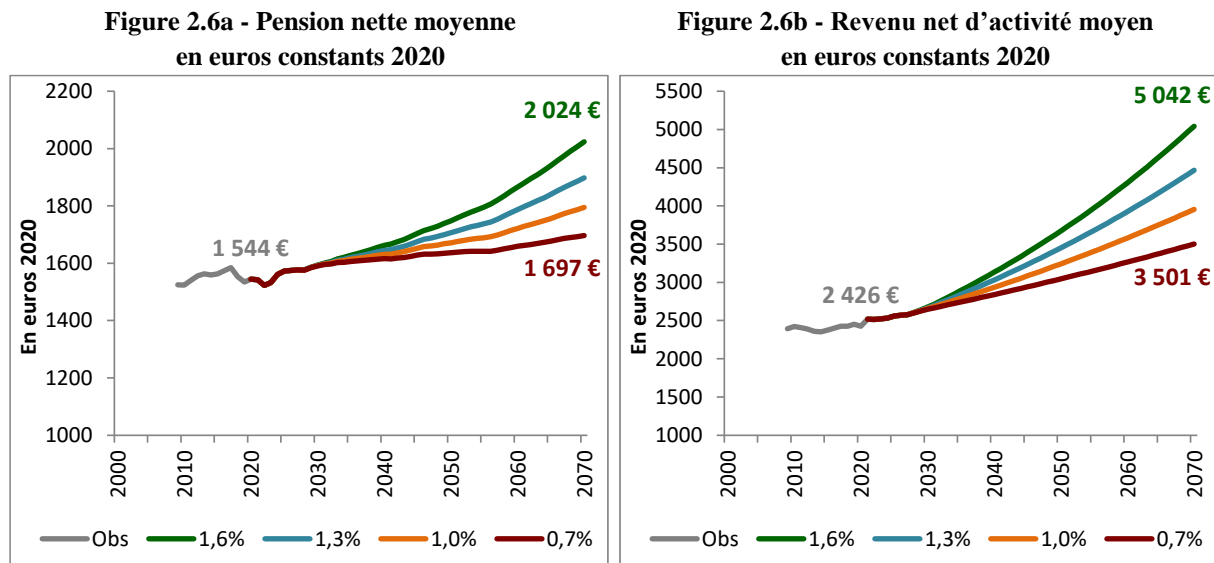 Figure 2.6a - Pension nette moyenne
en euros constants 2020
En euros 2020
2200
2000
1800
1600
1400
1200
1000
2 024 €
1 544 €
1 697 €
2000
2010
2020
2030
2040
2050
2060
2070
Obs
1,6%
1,3%
1,0%
0,7%
Figure 2.6b - Revenu net d’activité moyen
en euros constants 2020
En euros 2020
5500
5000
4500
4000
3500
3000
2500
2000
1500
1000
5 042 €
2 426 €
3 501 €
2000
2010
2020
2030
2040
2050
2060
2070
Obs
1,6%
1,3%
1,0%
0,7%